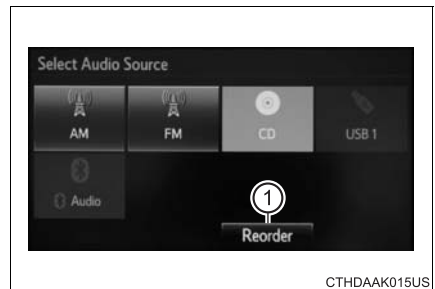 Select Audio Source
AM FM CD USB 1
Audio
1
Reorder
CTHDAAK015US